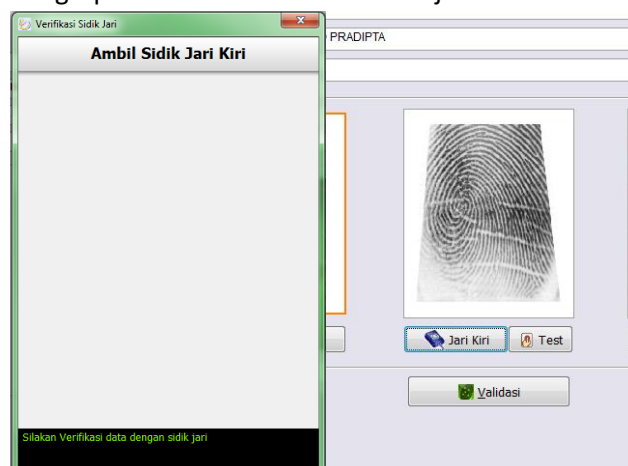 Verifikasi Sidik Jari
PRADIPTA
Ambil Sidik Jari Kiri
Jari Kiri
Test
Validasi
Silakan Verifikasi data dengan sidik jari